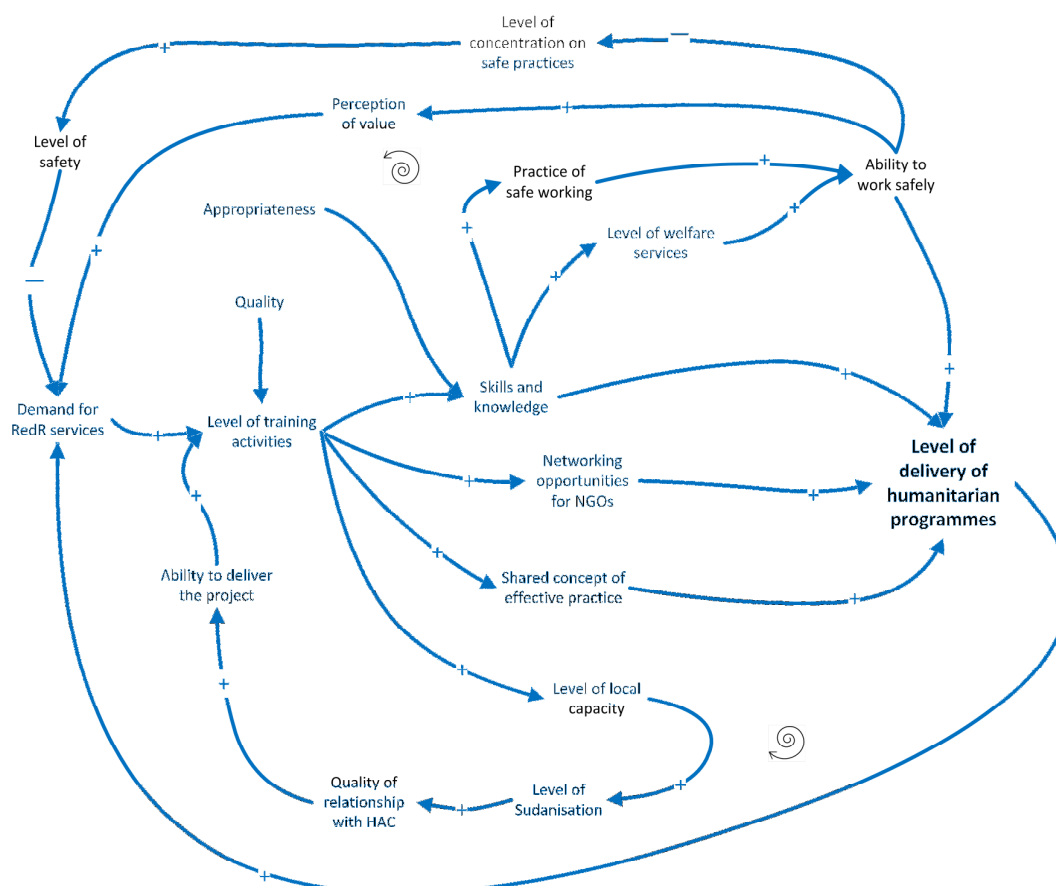 Level of
concentration on
safe practices
Perception
of value
Level of
safety
Practice of
safe working
Ability to
work safely
Appropriateness
Level of welfare
services
Quality
Skills and
knowledge
Demand for
RedR services
Level of training
activities
Level of
delivery of
humanitarian
programmes
Networking
opportunities
for NGOs
Ability to deliver
the project
Shared concept of
effective practice
Level of local
capacity
Quality of
relationship
with HAC
Level of
Sudanisation